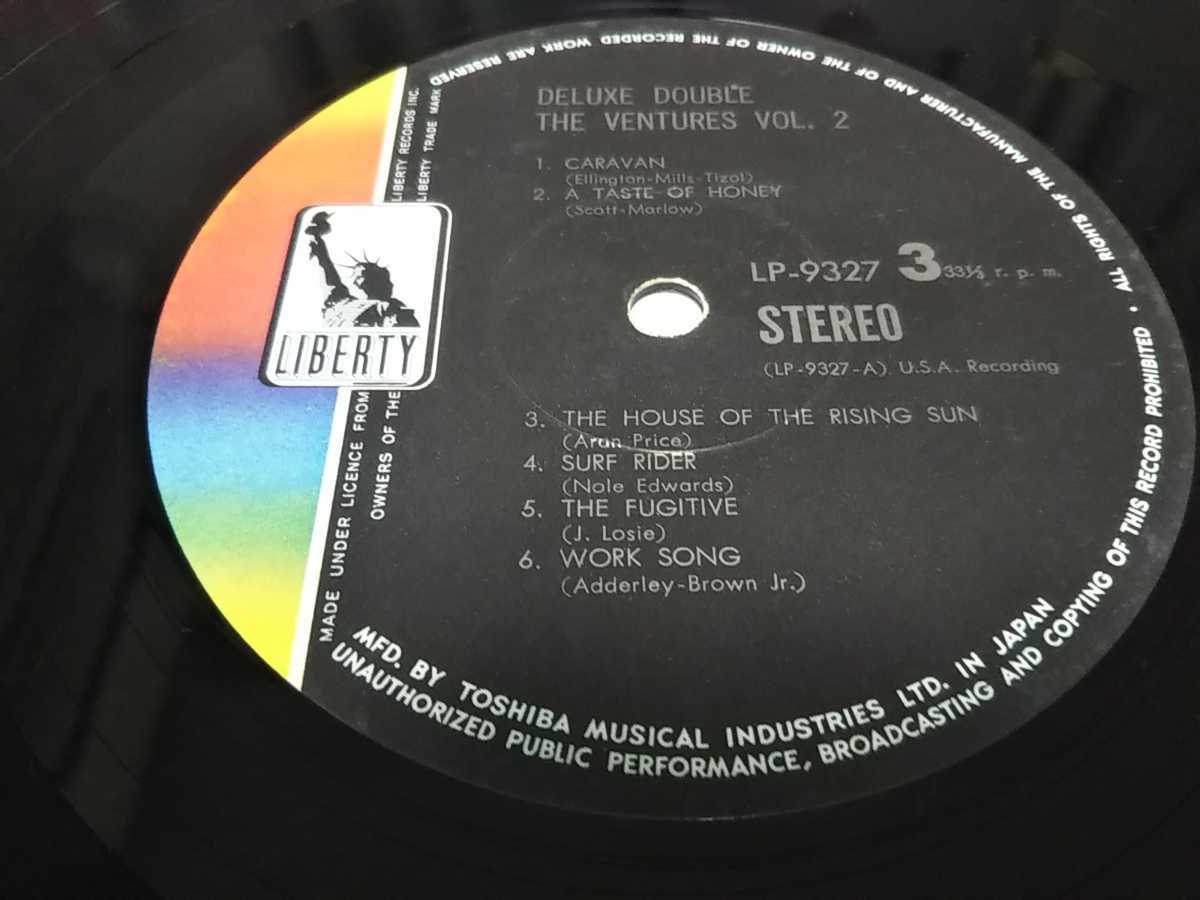 DELUXE DOUBLE
THE VENTURES VOL. 2
1. CARAVAN
(Ellington-Mills-Tizol)
2. A TASTE OF HONEY
(Scott-Marlow)
LP-9327 3 33⅓ r. p. m.
STEREO
(LP-9327-A) U.S.A. Recording
3. THE HOUSE OF THE RISING SUN
(Arun Price)
4. SURF RIDER
(Nole Edwards)
5. THE FUGITIVE
(J. Losie)
6. WORK SONG
(Adderley-Brown Jr.)
LIBERTY
MADE UNDER LICENCE FROM LIBERTY RECORDS INC.
OWNERS OF THE LIBERTY TRADE MARK
MFD. BY TOSHIBA MUSICAL INDUSTRIES LTD. IN JAPAN
UNAUTHORIZED PUBLIC PERFORMANCE, BROADCASTING AND COPYING OF THIS RECORD PROHIBITED • ALL RIGHTS OF THE MANUFACTURER AND OF THE OWNER OF THE RECORDED WORK ARE RESERVED